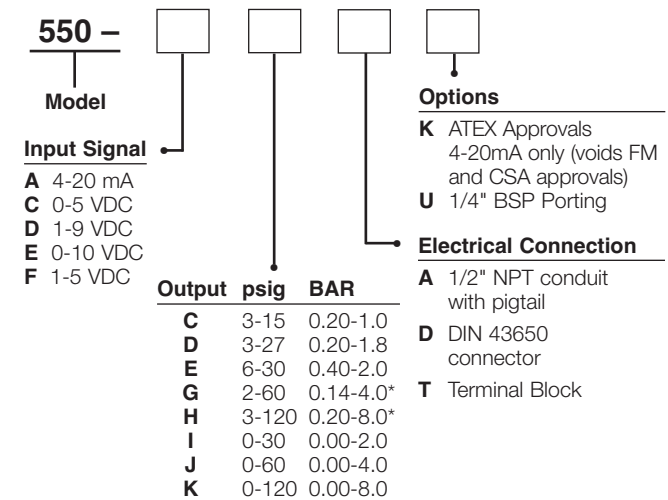 550 –
Model
Input Signal
A 4-20 mA
C 0-5 VDC
D 1-9 VDC
E 0-10 VDC
F 1-5 VDC
Output psig BAR
C 3-15 0.20-1.0
D 3-27 0.20-1.8
E 6-30 0.40-2.0
G 2-60 0.14-4.0*
H 3-120 0.20-8.0*
I 0-30 0.00-2.0
J 0-60 0.00-4.0
K 0-120 0.00-8.0
Options
K ATEX Approvals
4-20mA only (voids FM
and CSA approvals)
U 1/4" BSP Porting
Electrical Connection
A 1/2" NPT conduit
with pigtail
D DIN 43650
connector
T Terminal Block